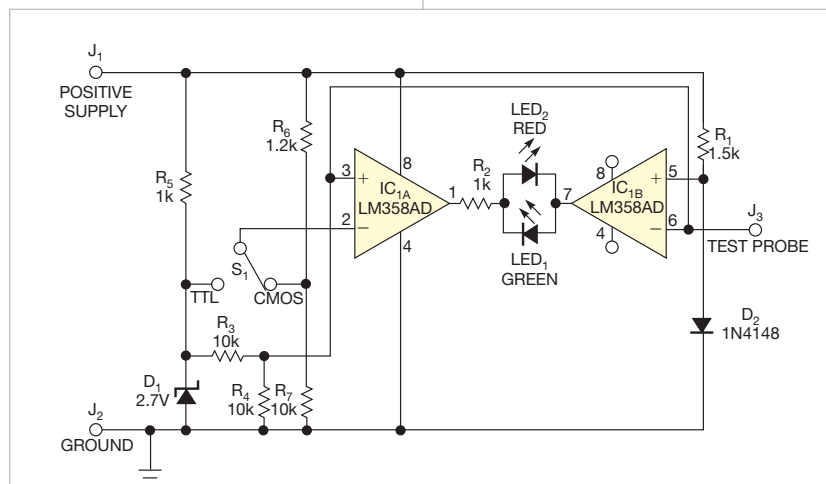 J1
POSITIVE
SUPPLY
R5
1k
R6
1.2k
3
+
2
−
8
IC1A
LM358AD
1
4
R2
1k
LED2
RED
LED1
GREEN
7
8
IC1B
LM358AD
4
+
5
−
6
R1
1.5k
J3
TEST PROBE
S1
TTL
CMOS
R3
10k
R4
10k
R7
10k
D1
2.7V
D2
1N4148
J2
GROUND